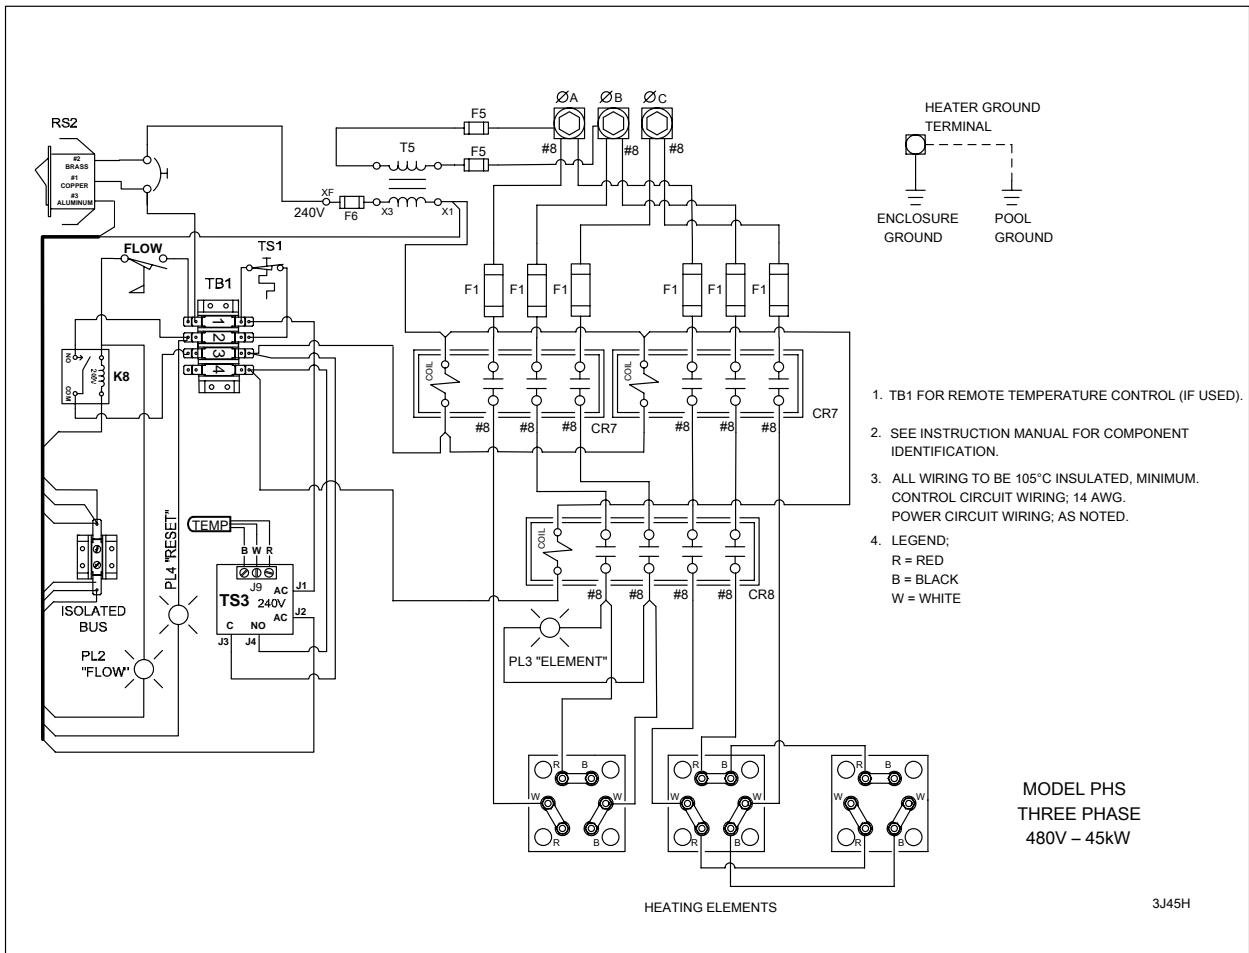 ØA
ØB
ØC
#8
#8
#8
F5
F5
T5
XF
240V
F6
X3
X1
RS2
#2
BRASS
#1
COPPER
#3
ALUMINUM
HEATER GROUND
TERMINAL
ENCLOSURE
GROUND
POOL
GROUND
FLOW
TS1
TB1
1
2
3
4
F1
F1
F1
F1
F1
F1
NO
COM
240V
K8
COIL
COIL
CR7
CR7
#8
#8
#8
#8
#8
#8
1. TB1 FOR REMOTE TEMPERATURE CONTROL (IF USED).
2. SEE INSTRUCTION MANUAL FOR COMPONENT
IDENTIFICATION.
3. ALL WIRING TO BE 105°C INSULATED, MINIMUM.
CONTROL CIRCUIT WIRING; 14 AWG.
POWER CIRCUIT WIRING; AS NOTED.
4. LEGEND;
R = RED
B = BLACK
W = WHITE
TEMP
B W R
J9
TS3
240V
AC
J1
AC
J2
C
NO
J3
J4
PL4 "RESET"
ISOLATED
BUS
PL2
"FLOW"
COIL
CR8
#8
#8
#8
#8
PL3 "ELEMENT"
R B
W W
R B
R B
W W
R B
R B
W W
R B
HEATING ELEMENTS
MODEL PHS
THREE PHASE
480V – 45kW
3J45H